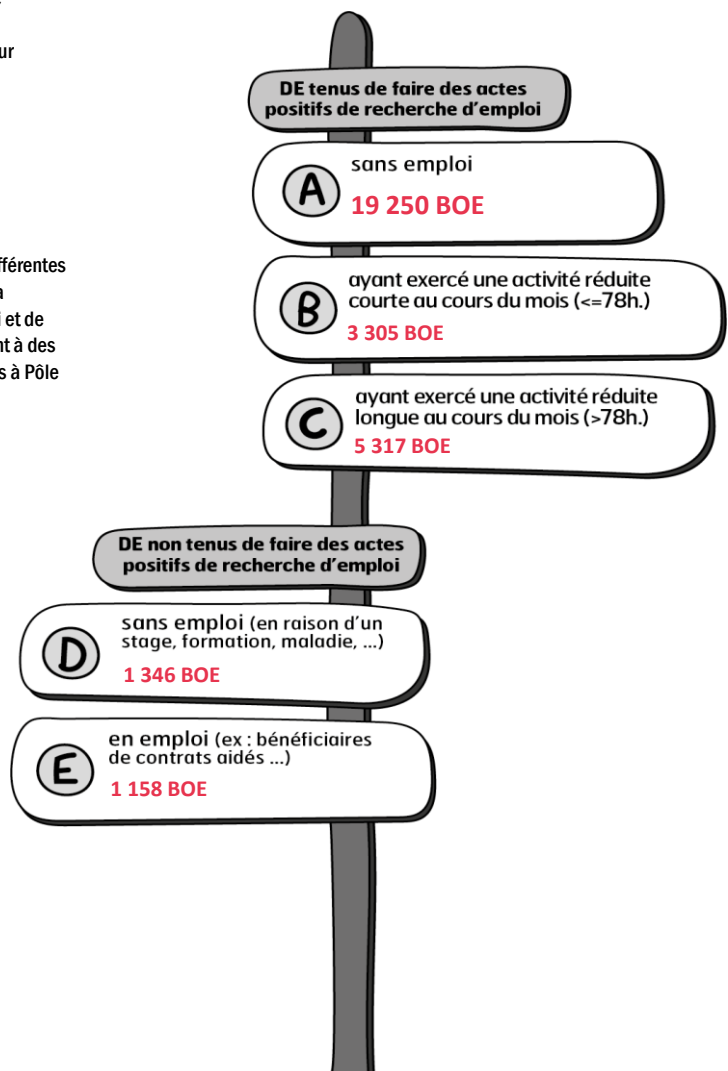 ur
DE tenus de faire des actes
positifs de recherche d'emploi
A
sans emploi
19 250 BOE
fférentes
a
i et de
nt à des
s à Pôle
B
ayant exercé une activité réduite
courte au cours du mois (<=78h.)
3 305 BOE
C
ayant exercé une activité réduite
longue au cours du mois (>78h.)
5 317 BOE
DE non tenus de faire des actes
positifs de recherche d'emploi
D
sans emploi (en raison d'un
stage, formation, maladie, ...)
1 346 BOE
E
en emploi (ex : bénéficiaires
de contrats aidés ...)
1 158 BOE